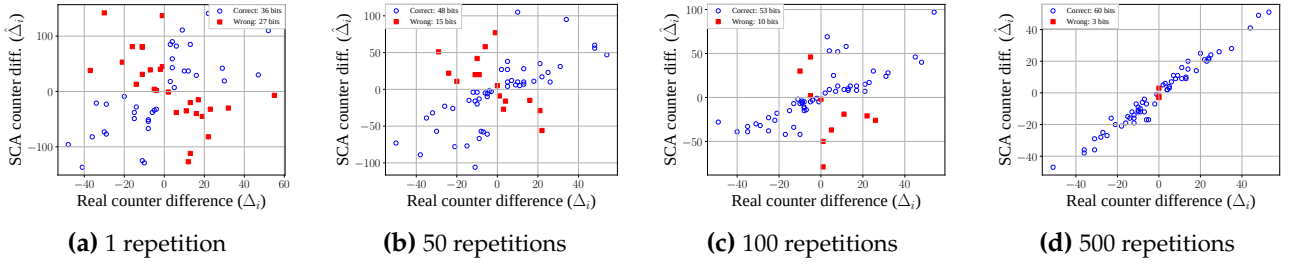 SCA counter diff. (Δ̂ᵢ)
100
0
−100
Correct: 36 bits
Wrong: 27 bits
−40 −20 0 20 40 60
Real counter difference (Δᵢ)
(a) 1 repetition
SCA counter diff. (Δ̂ᵢ)
100
50
0
−50
−100
Correct: 48 bits
Wrong: 15 bits
−40 −20 0 20 40
Real counter difference (Δᵢ)
(b) 50 repetitions
SCA counter diff. (Δ̂ᵢ)
100
50
0
−50
Correct: 53 bits
Wrong: 10 bits
−40 −20 0 20 40
Real counter difference (Δᵢ)
(c) 100 repetitions
SCA counter diff. (Δ̂ᵢ)
40
20
0
−20
−40
Correct: 60 bits
Wrong: 3 bits
−40 −20 0 20 40
Real counter difference (Δᵢ)
(d) 500 repetitions